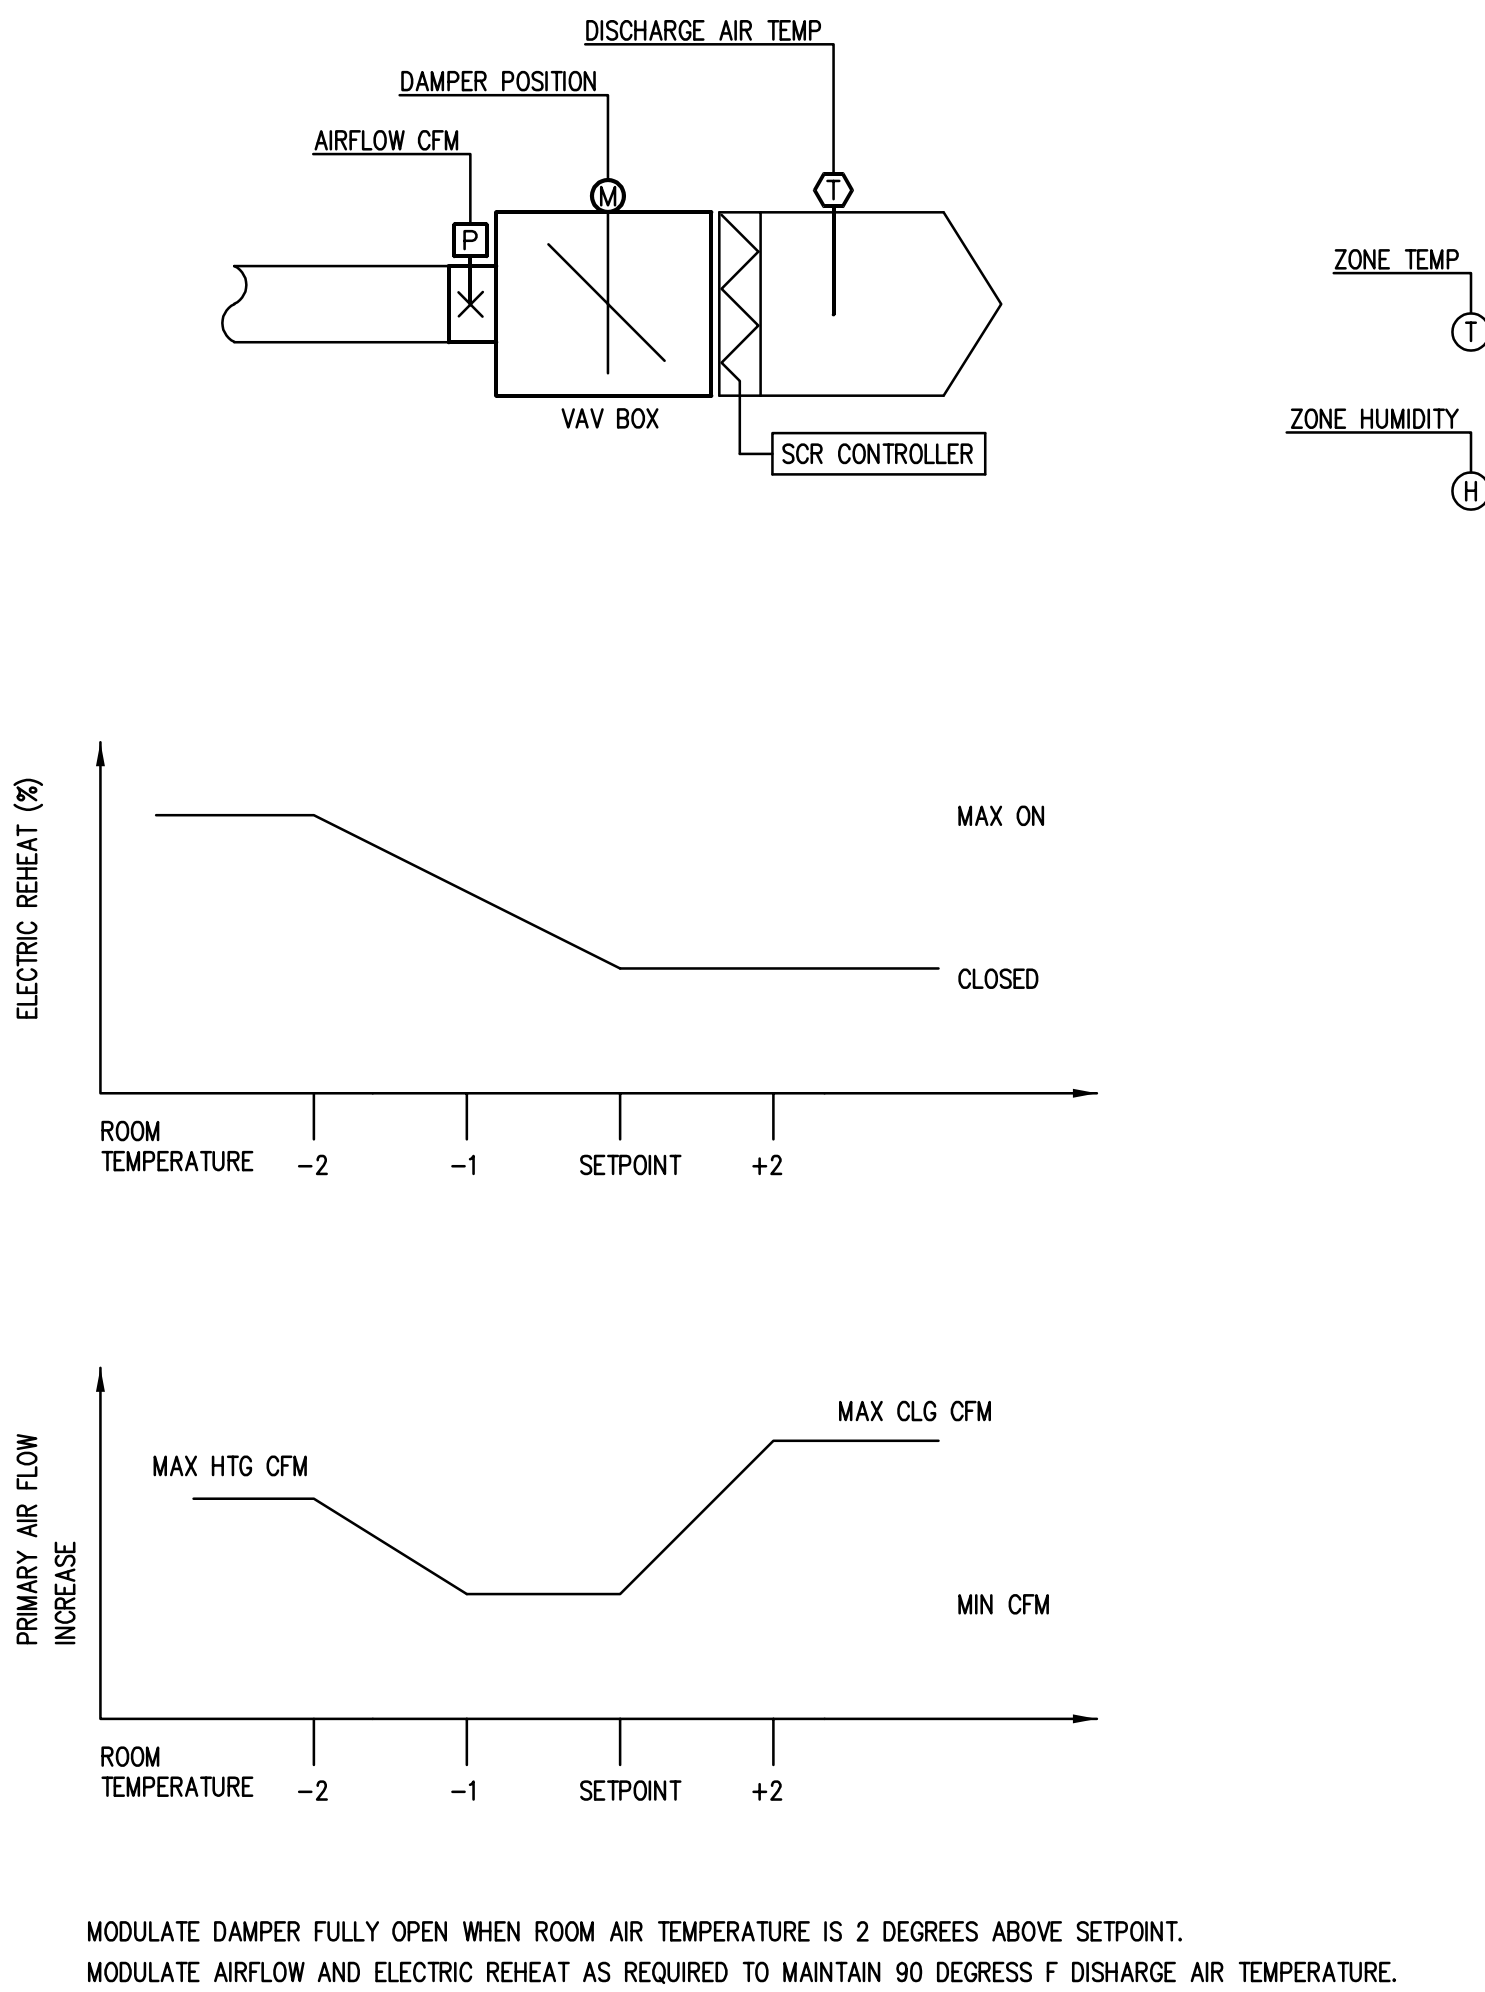 DISCHARGE AIR TEMP
DAMPER POSITION
AIRFLOW CFM
M
T
P
ZONE TEMP
T
VAV BOX
ZONE HUMIDITY
SCR CONTROLLER
H
ELECTRIC REHEAT (%)
MAX ON
CLOSED
ROOM
TEMPERATURE -2 -1 SETPOINT +2
PRIMARY AIR FLOW
INCREASE
MAX CLG CFM
MAX HTG CFM
MIN CFM
ROOM
TEMPERATURE -2 -1 SETPOINT +2
MODULATE DAMPER FULLY OPEN WHEN ROOM AIR TEMPERATURE IS 2 DEGREES ABOVE SETPOINT.
MODULATE AIRFLOW AND ELECTRIC REHEAT AS REQUIRED TO MAINTAIN 90 DEGRESS F DISHARGE AIR TEMPERATURE.